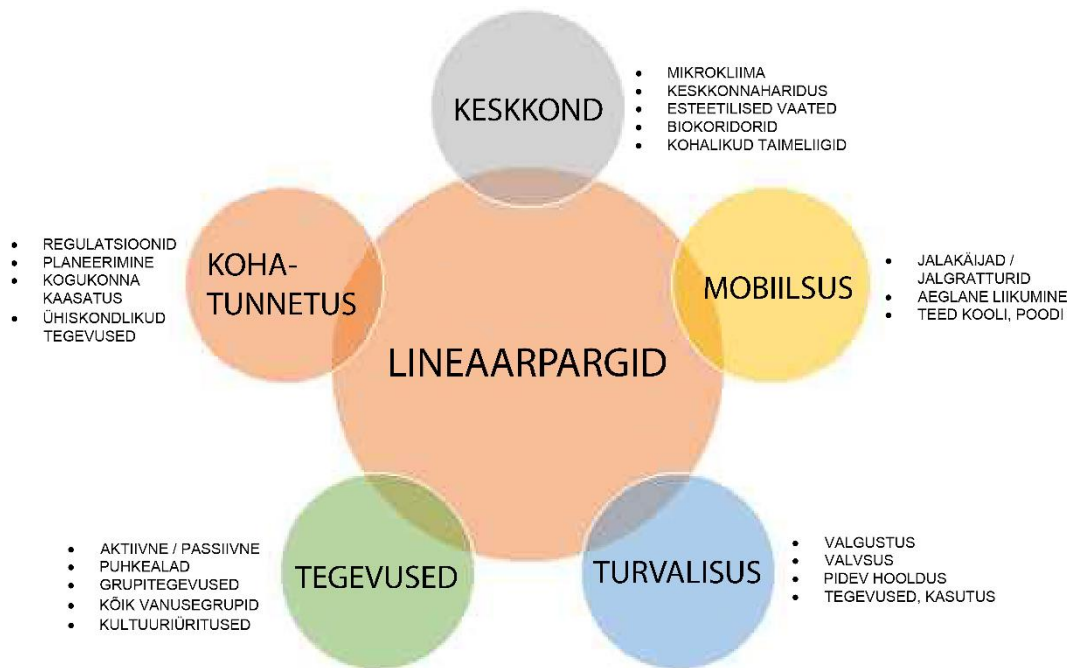 KESKKOND
• MIKROKLIIMA
• KESKKONNAHARIDUS
• ESTEETILISED VAATED
• BIOKORIDORID
• KOHALIKUD TAIMELIIGID
KOHA-
TUNNETUS
• REGULATSIOONID
• PLANEERIMINE
• KOGUKONNA
KAASATUS
• ÜHISKONDLIKUD
TEGEVUSED
MOBIILSUS
• JALAKÄIJAD /
JALGRATTURID
• AEGLANE LIIKUMINE
• TEED KOOLI, POODI
LINEAARPARGID
TEGEVUSED
• AKTIIVNE / PASSIIVNE
• PUHKEALAD
• GRUPITEGEVUSED
• KÕIK VANUSEGRUPID
• KULTUURIÜRITUSED
TURVALISUS
• VALGUSTUS
• VALVSUS
• PIDEV HOOLDUS
• TEGEVUSED, KASUTUS